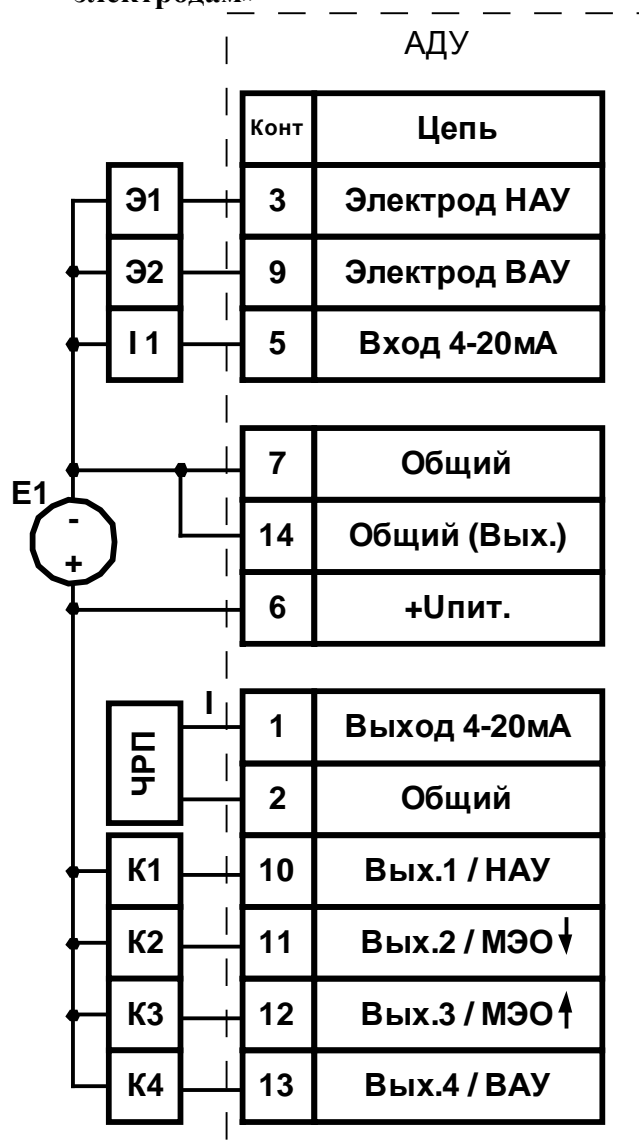 электродам»
АДУ
Конт Цепь
Э1 3 Электрод НАУ
Э2 9 Электрод ВАУ
I 1 5 Вход 4-20мА
7 Общий
E1
-
14 Общий (Вых.)
+
6 +Uпит.
I
1 Выход 4-20мА
ЧРП
2 Общий
К1 10 Вых.1 / НАУ
К2 11 Вых.2 / МЭО
К3 12 Вых.3 / МЭО
К4 13 Вых.4 / ВАУ